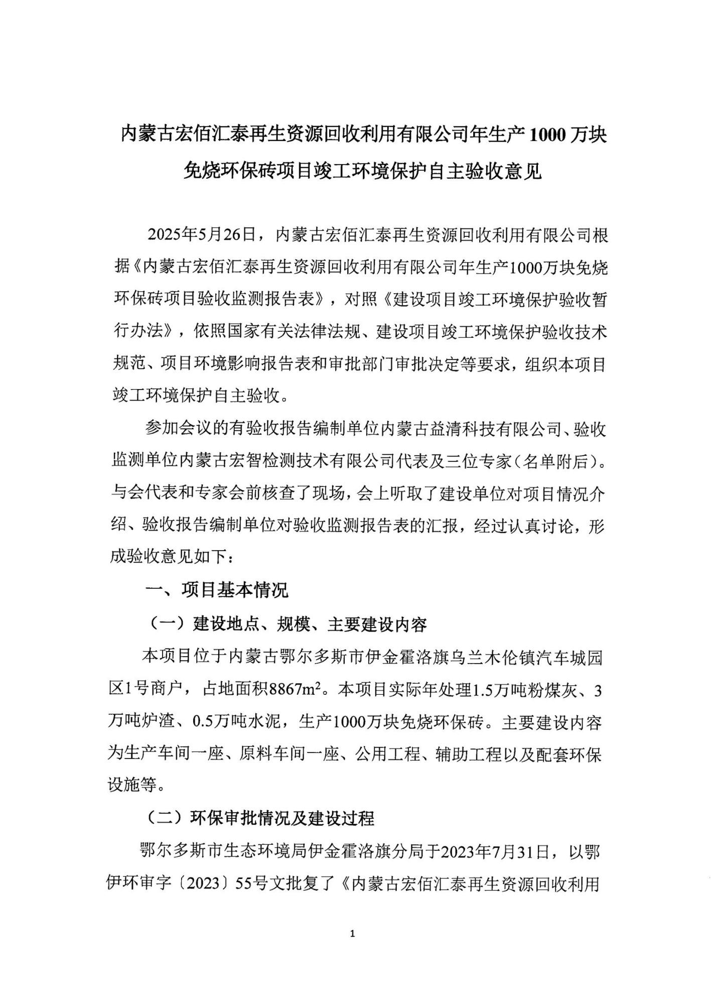 内蒙古宏佰汇泰再生资源回收利用有限公司年生产 1000 万块
免烧环保砖项目竣工环境保护自主验收意见
2025年5月26日，内蒙古宏佰汇泰再生资源回收利用有限公司根
据《内蒙古宏佰汇泰再生资源回收利用有限公司年生产1000万块免烧
环保砖项目验收监测报告表》，对照《建设项目竣工环境保护验收暂
行办法》，依照国家有关法律法规、建设项目竣工环境保护验收技术
规范、项目环境影响报告表和审批部门审批决定等要求，组织本项目
竣工环境保护自主验收。
参加会议的有验收报告编制单位内蒙古益清科技有限公司、验收
监测单位内蒙古宏智检测技术有限公司代表及三位专家（名单附后）。
与会代表和专家会前核查了现场，会上听取了建设单位对项目情况介
绍、验收报告编制单位对验收监测报告表的汇报，经过认真讨论，形
成验收意见如下：
一、项目基本情况
（一）建设地点、规模、主要建设内容
本项目位于内蒙古鄂尔多斯市伊金霍洛旗乌兰木伦镇汽车城园
区1号商户，占地面积8867m²。本项目实际年处理1.5万吨粉煤灰、3
万吨炉渣、0.5万吨水泥，生产1000万块免烧环保砖。主要建设内容
为生产车间一座、原料车间一座、公用工程、辅助工程以及配套环保
设施等。
（二）环保审批情况及建设过程
鄂尔多斯市生态环境局伊金霍洛旗分局于2023年7月31日，以鄂
伊环审字〔2023〕55号文批复了《内蒙古宏佰汇泰再生资源回收利用
1